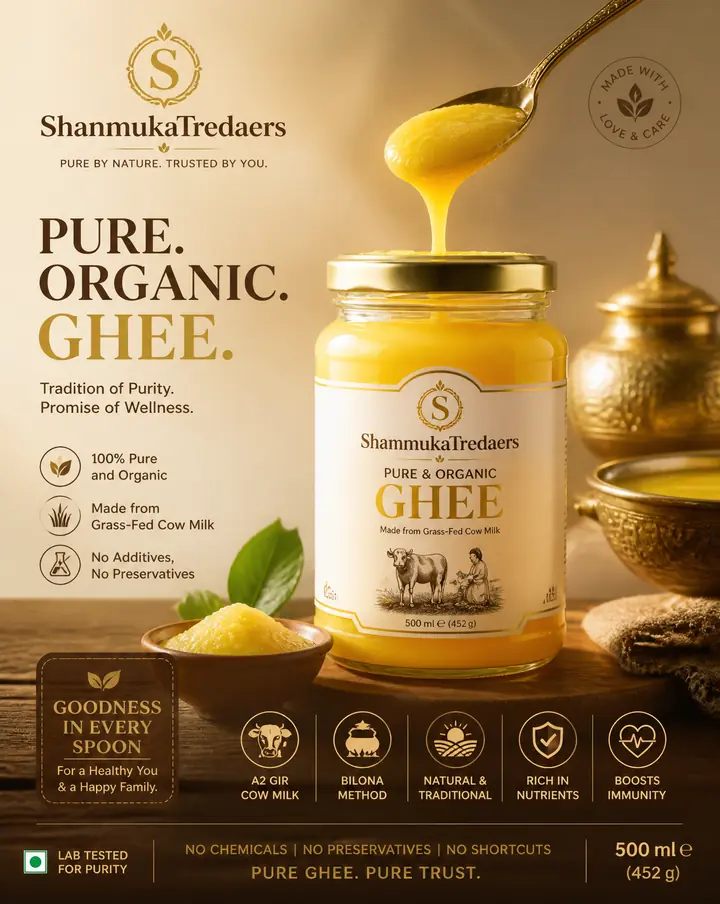 S
ShanmukaTredaers
PURE BY NATURE. TRUSTED BY YOU.
MADE WITH
LOVE & CARE
PURE.
ORGANIC.
GHEE.
Tradition of Purity.
Promise of Wellness.
100% Pure
and Organic
Made from
Grass-Fed Cow Milk
No Additives,
No Preservatives
S
ShammukaTredaers
PURE & ORGANIC
GHEE
Made from Grass-Fed Cow Milk
500 ml ℮ (452 g)
GOODNESS
IN EVERY
SPOON
For a Healthy You
& a Happy Family.
A2 GIR
COW MILK
BILONA
METHOD
NATURAL &
TRADITIONAL
RICH IN
NUTRIENTS
BOOSTS
IMMUNITY
LAB TESTED
FOR PURITY
NO CHEMICALS | NO PRESERVATIVES | NO SHORTCUTS
PURE GHEE. PURE TRUST.
500 ml ℮
(452 g)